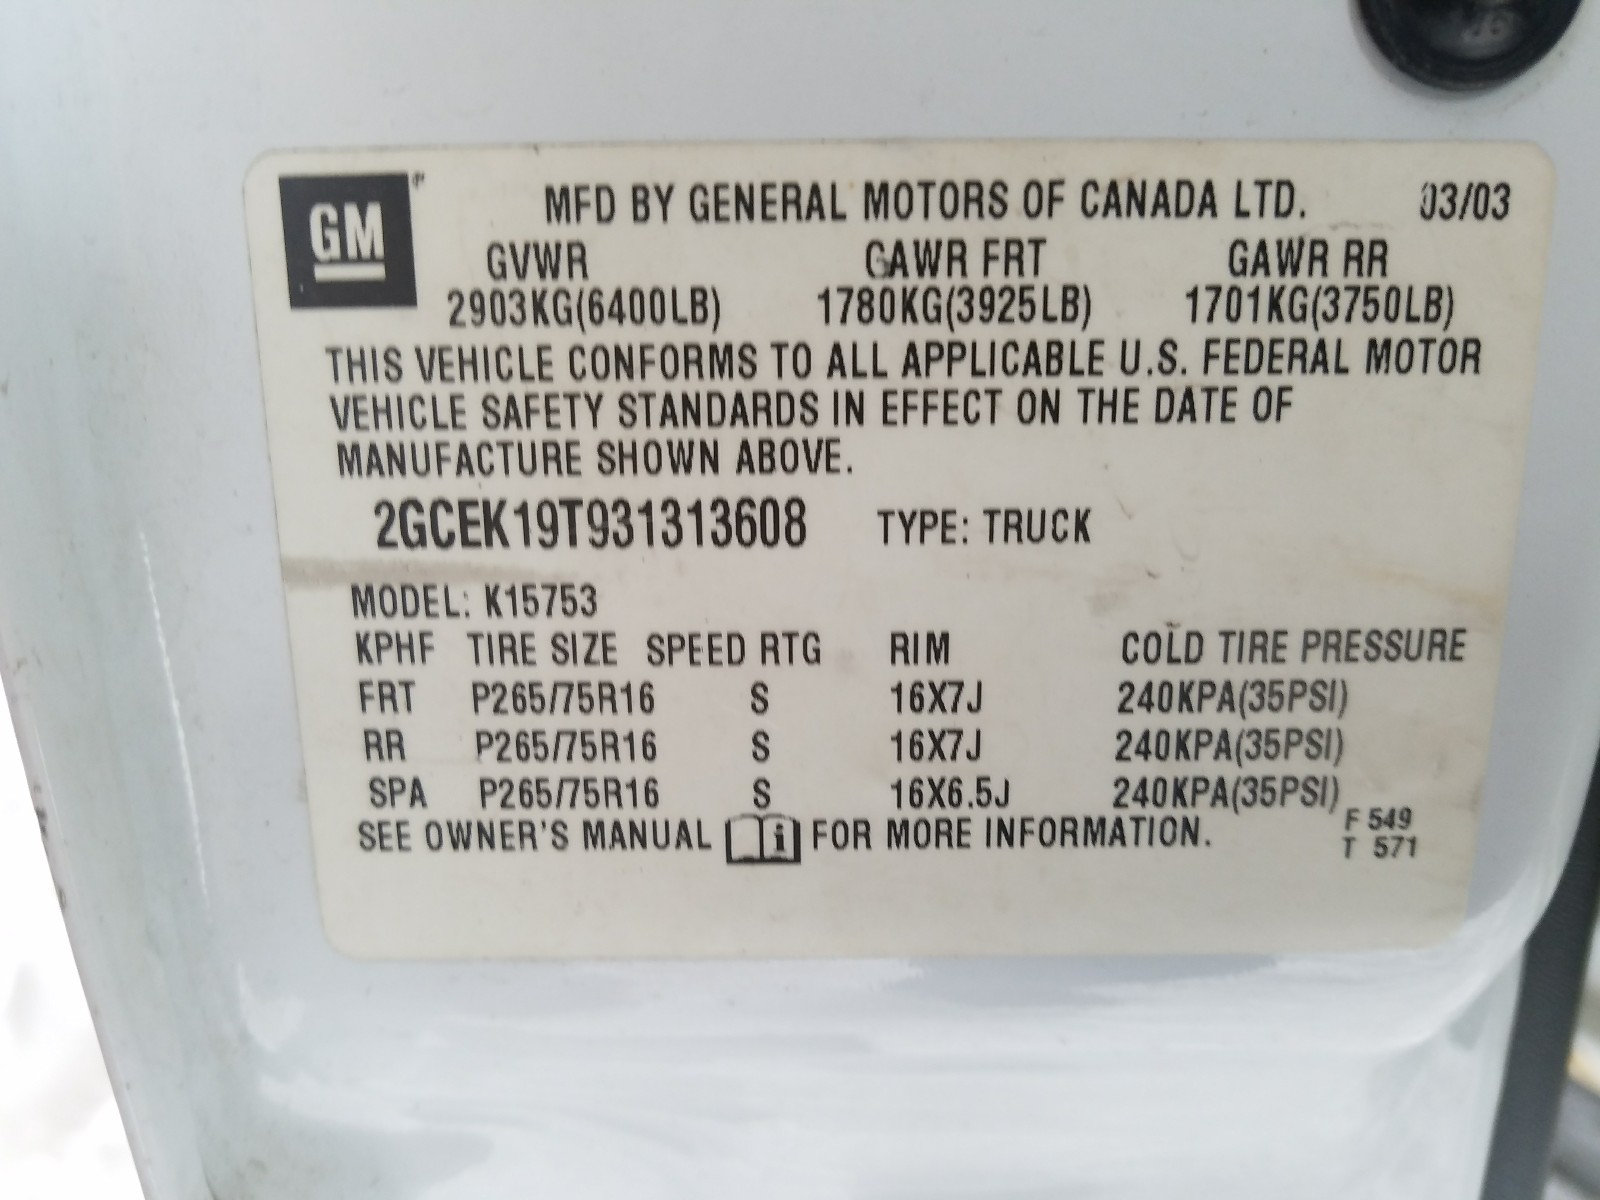 GM
MFD BY GENERAL MOTORS OF CANADA LTD. 03/03
GVWR GAWR FRT GAWR RR
2903KG(6400LB) 1780KG(3925LB) 1701KG(3750LB)
THIS VEHICLE CONFORMS TO ALL APPLICABLE U.S. FEDERAL MOTOR
VEHICLE SAFETY STANDARDS IN EFFECT ON THE DATE OF
MANUFACTURE SHOWN ABOVE.
2GCEK19T931313608 TYPE: TRUCK
MODEL: K15753
KPHF TIRE SIZE SPEED RTG RIM COLD TIRE PRESSURE
FRT P265/75R16 S 16X7J 240KPA(35PSI)
RR P265/75R16 S 16X7J 240KPA(35PSI)
SPA P265/75R16 S 16X6.5J 240KPA(35PSI)
SEE OWNER'S MANUAL i FOR MORE INFORMATION.
F 549
T 571